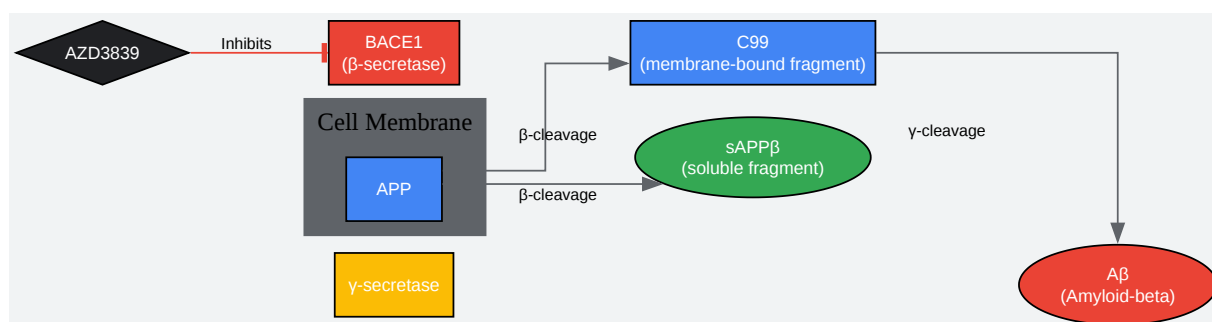 AZD3839
Inhibits
BACE1
(β-secretase)
C99
(membrane-bound fragment)
Cell Membrane
APP
β-cleavage
sAPPβ
(soluble fragment)
γ-cleavage
β-cleavage
γ-secretase
Aβ
(Amyloid-beta)